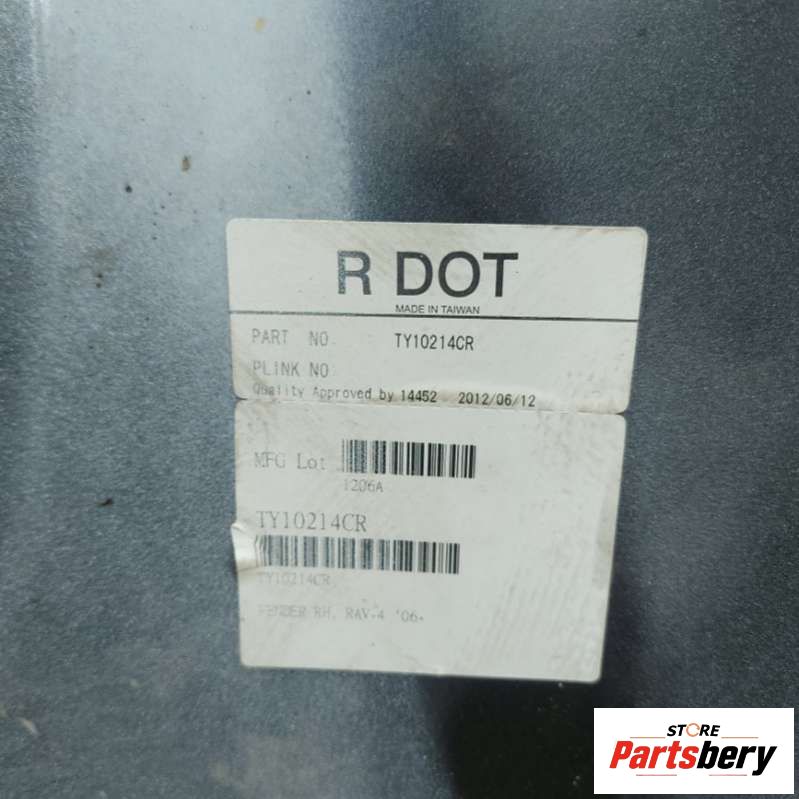 R DOT
MADE IN TAIWAN
PART NO. TY10214CR
PLINK NO
Quality Approved by 14452 2012/06/12
MFG Lot
1206A
TY10214CR
TY10214CR
FENDER RH, RAV-4 '06-
STORE
Partsbery